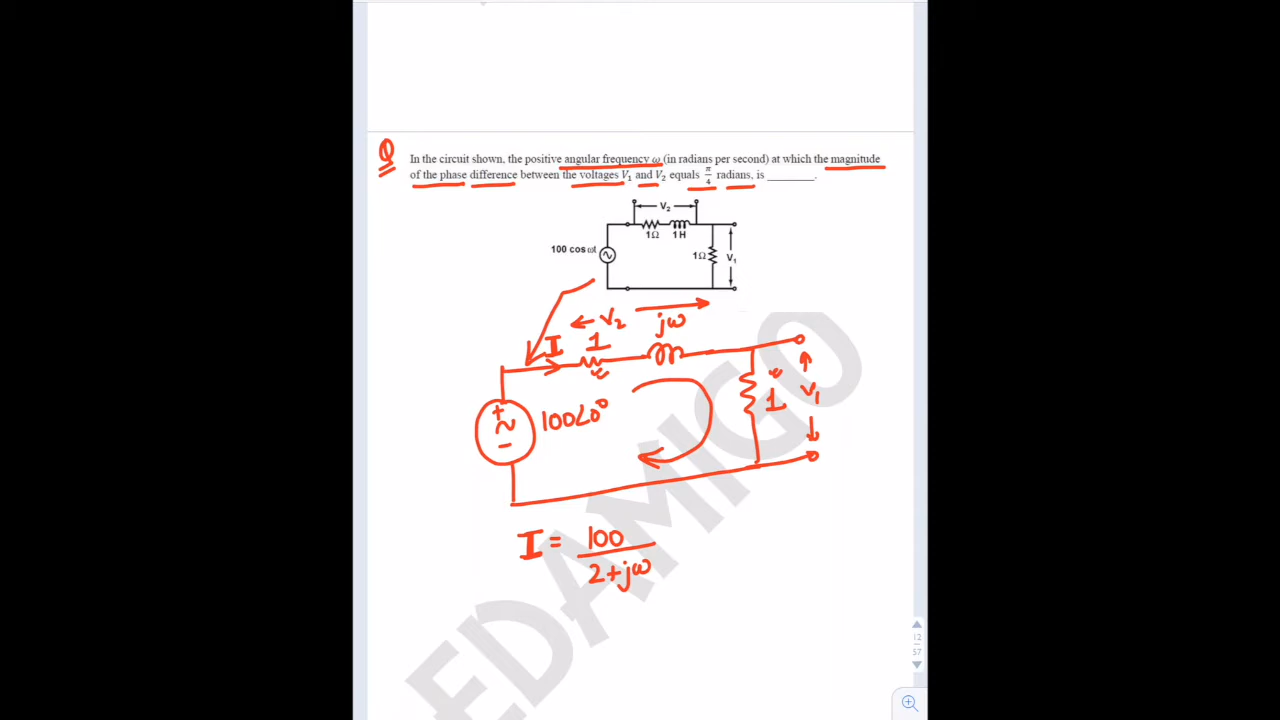 Q
In the circuit shown, the positive angular frequency ω (in radians per second) at which the magnitude
of the phase difference between the voltages V₁ and V₂ equals π/4 radians, is ________.
V₂
1Ω 1H
100 cos ωt
1Ω V₁
V₂ jω
I 1
+ ~ - 100∠0°
1 V₁
I = 100/(2+jω)
EDAMIGO
12
57